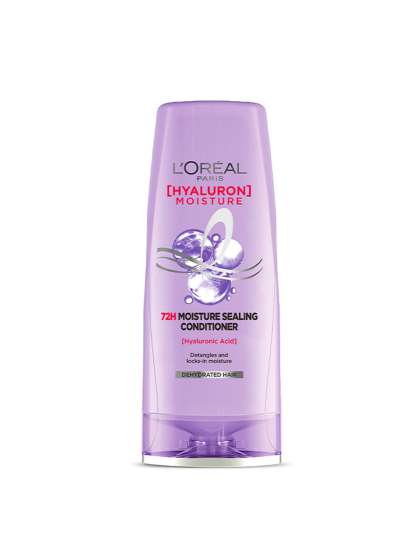 L'ORÉAL
PARIS
[HYALURON]
MOISTURE
72H MOISTURE SEALING
CONDITIONER
[Hyaluronic Acid]
Detangles and
locks-in moisture
DEHYDRATED HAIR